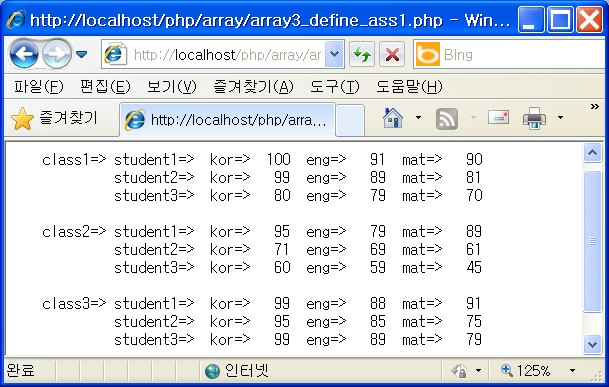 http://localhost/php/array/array3_define_ass1.php - Win...
http://localhost/php/array/ar
Bing
파일(F) 편집(E) 보기(V) 즐겨찾기(A) 도구(T) 도움말(H)
즐겨찾기
http://localhost/php/arra...
»
class1=> student1=> kor=> 100 eng=> 91 mat=> 90
student2=> kor=> 99 eng=> 89 mat=> 81
student3=> kor=> 80 eng=> 79 mat=> 70
class2=> student1=> kor=> 95 eng=> 79 mat=> 89
student2=> kor=> 71 eng=> 69 mat=> 61
student3=> kor=> 60 eng=> 59 mat=> 45
class3=> student1=> kor=> 99 eng=> 88 mat=> 91
student2=> kor=> 95 eng=> 85 mat=> 75
student3=> kor=> 99 eng=> 89 mat=> 79
완료 인터넷 125%